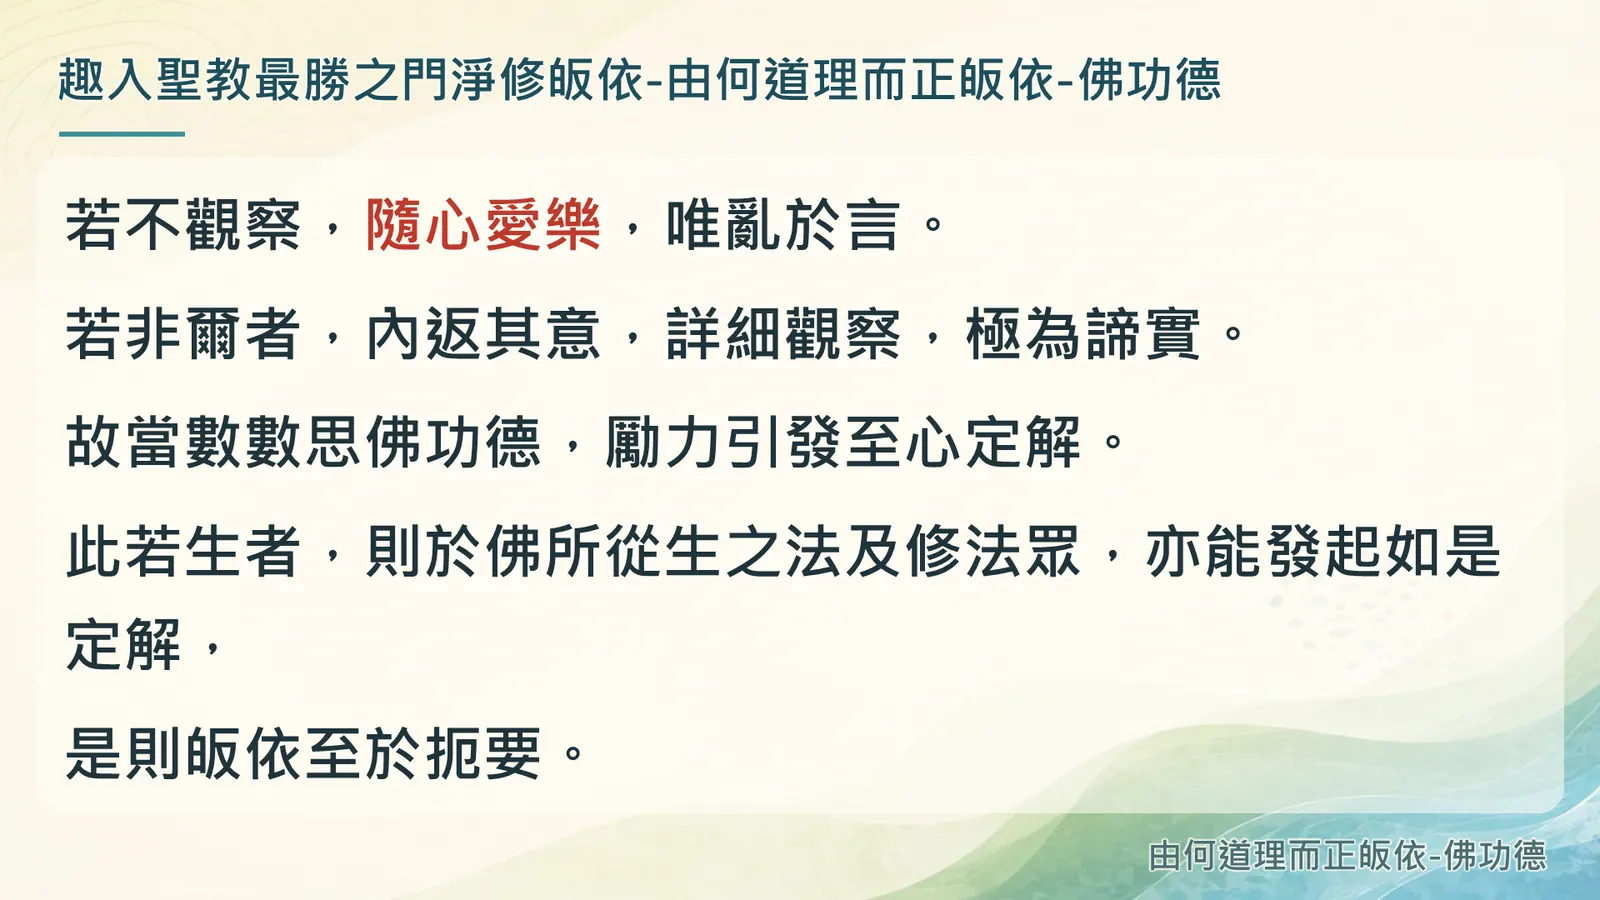 趣入聖教最勝之門淨修皈依-由何道理而正皈依-佛功德
若不觀察，隨心愛樂，唯亂於言。
若非爾者，內返其意，詳細觀察，極為諦實。
故當數數思佛功德，勵力引發至心定解。
此若生者，則於佛所從生之法及修法眾，亦能發起如是
定解，
是則皈依至於扼要。
由何道理而正皈依-佛功德